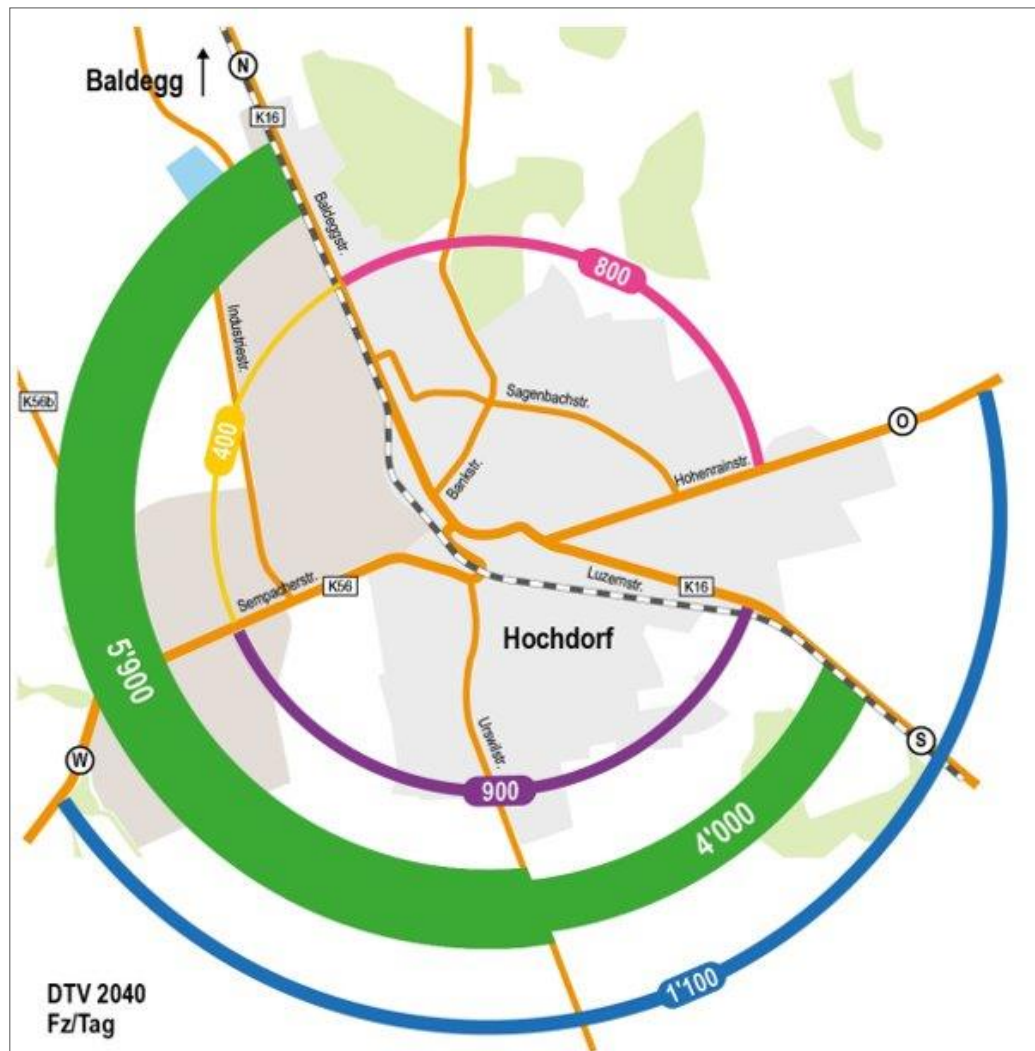 N
Baldegg
K16
Baldeggstr.
800
Industriestr.
K56b
Sagenbachstr.
O
400
Hohenrainstr.
Bankstr.
Sempacherstr.
K56
Luzernstr.
K16
Hochdorf
5'900
Urswilstr.
S
W
900
4'000
1'100
DTV 2040
Fz/Tag